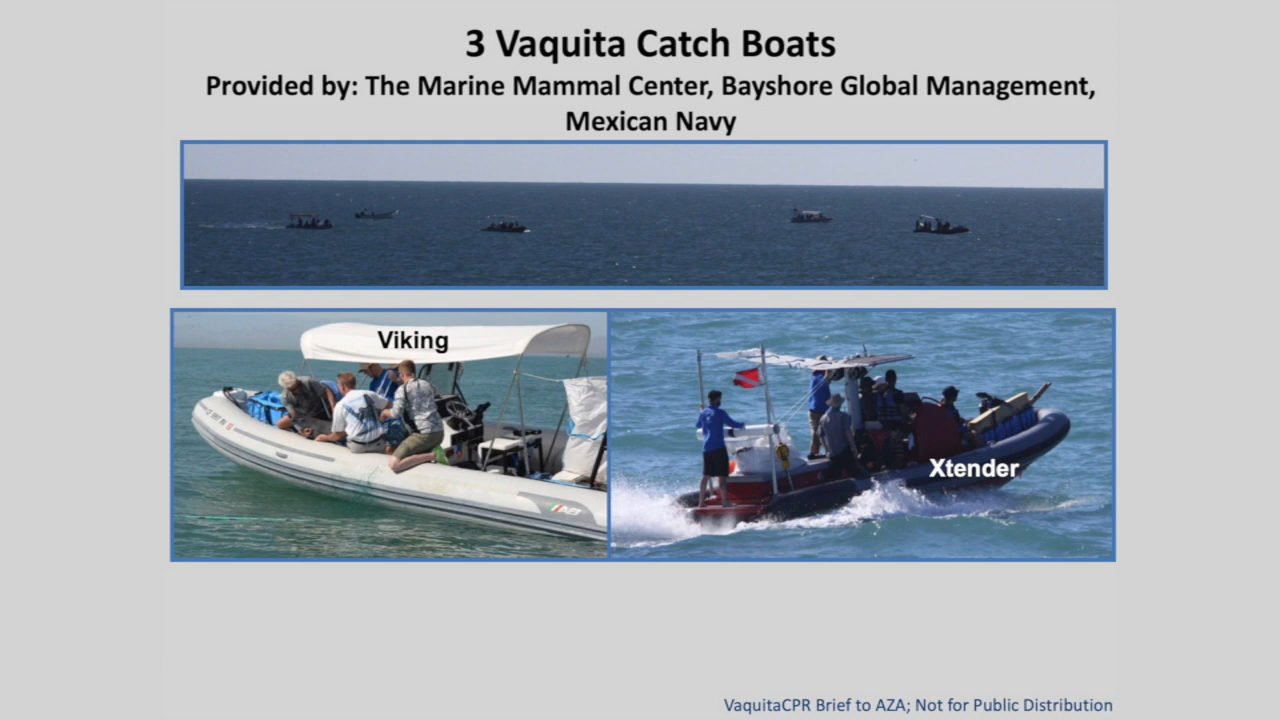 3 Vaquita Catch Boats
Provided by: The Marine Mammal Center, Bayshore Global Management,
Mexican Navy
Viking
Xtender
VaquitaCPR Brief to AZA; Not for Public Distribution